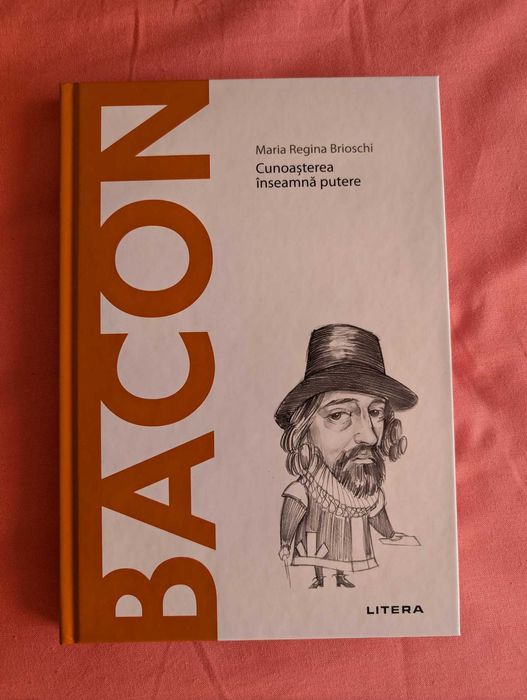 BACON
Maria Regina Brioschi
Cunoașterea
înseamnă putere
LITERA